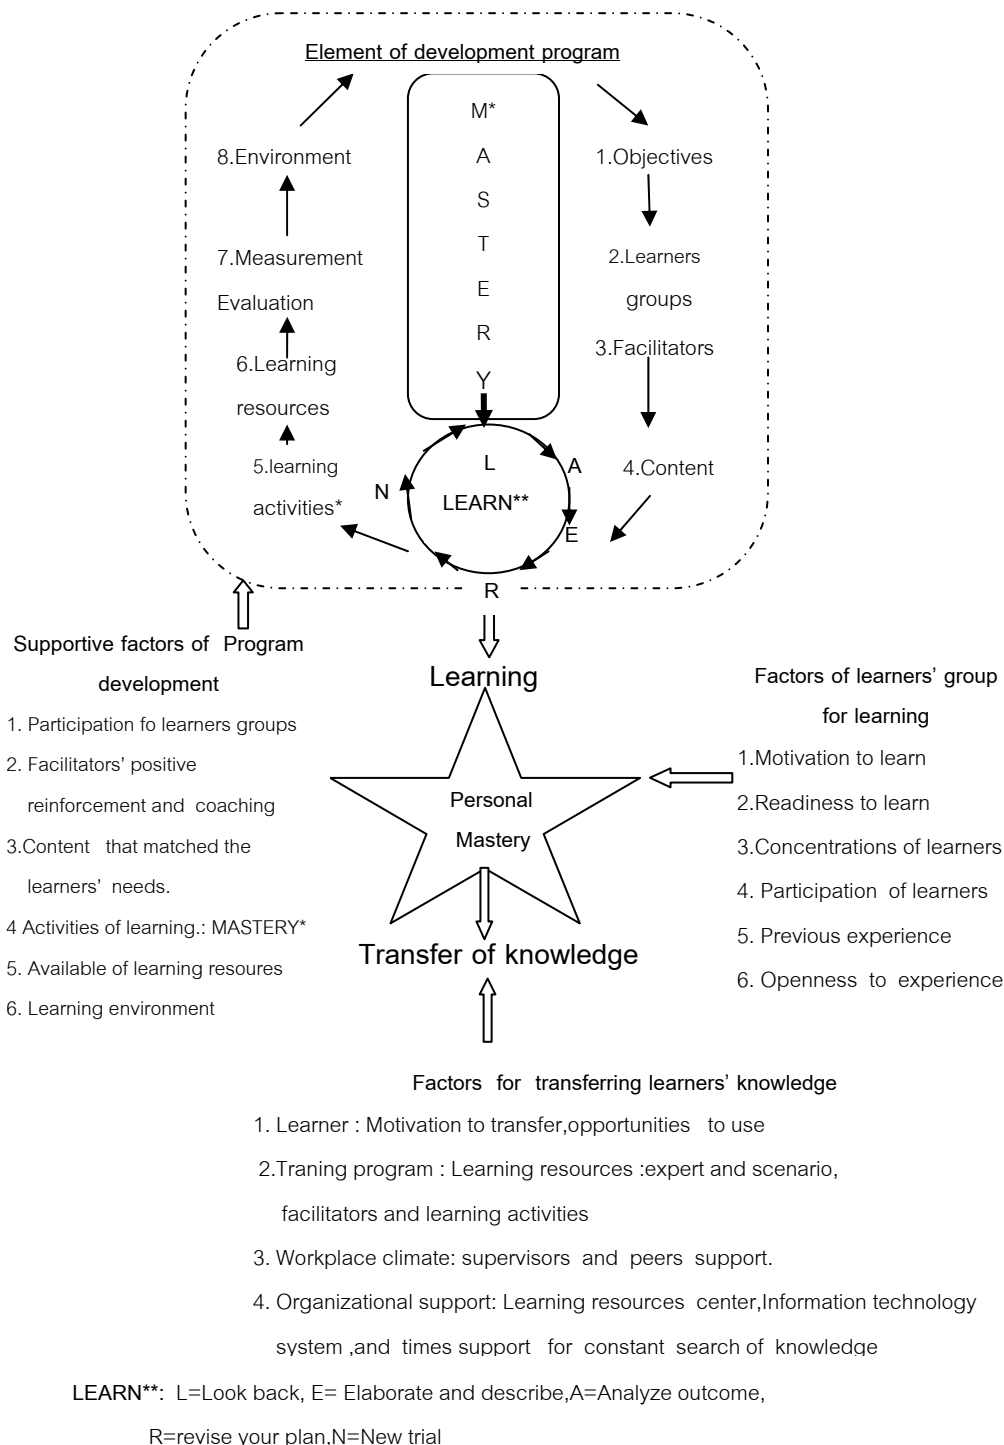 Element of development program
M*
A
S
T
E
R
Y
1.Objectives
2.Learners
groups
3.Facilitators
4.Content
8.Environment
7.Measurement
Evaluation
6.Learning
resources
5.learning
activities*
L
LEARN**
A
E
R
N
Supportive factors of Program
development
1. Participation fo learners groups
2. Facilitators' positive
reinforcement and coaching
3.Content that matched the
learners' needs.
4 Activities of learning.: MASTERY*
5. Available of learning resoures
6. Learning environment
Learning
Personal
Mastery
Transfer of knowledge
Factors of learners' group
for learning
1.Motivation to learn
2.Readiness to learn
3.Concentrations of learners
4. Participation of learners
5. Previous experience
6. Openness to experience
Factors for transferring learners' knowledge
1. Learner : Motivation to transfer,opportunities to use
2.Traning program : Learning resources :expert and scenario,
facilitators and learning activities
3. Workplace climate: supervisors and peers support.
4. Organizational support: Learning resources center,Information technology
system ,and times support for constant search of knowledge
LEARN**: L=Look back, E= Elaborate and describe,A=Analyze outcome,
R=revise your plan,N=New trial